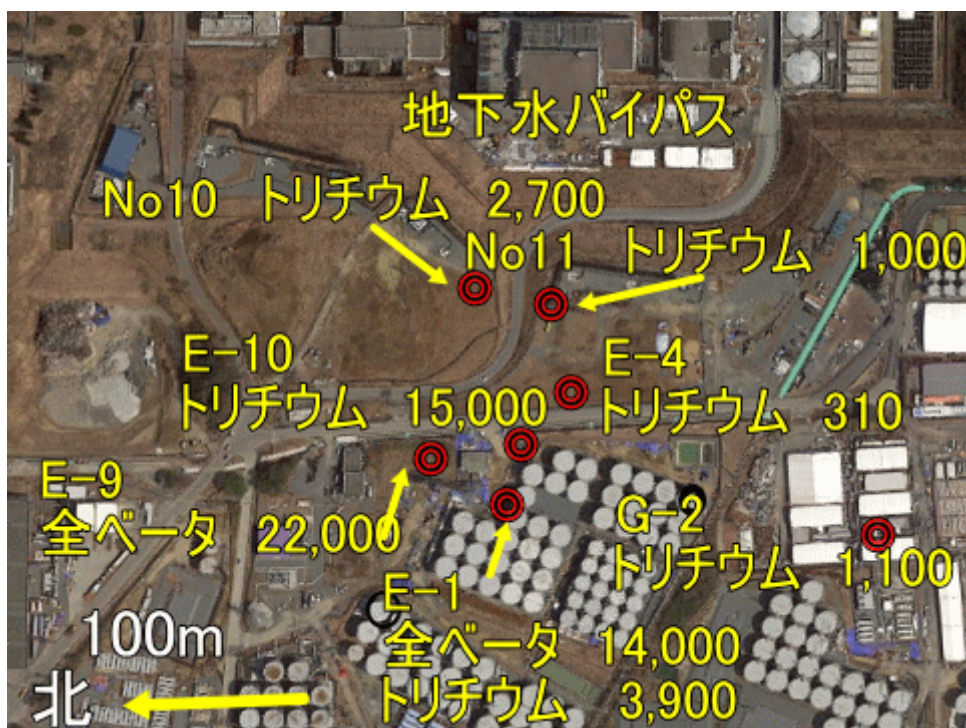 地下水バイパス
No10　トリチウム　2,700
No11　トリチウム　1,000
E-10
トリチウム　15,000
E-4
トリチウム　310
E-9
全ベータ　22,000
G-2
トリチウム　1,100
E-1
全ベータ　14,000
トリチウム　3,900
100m
北